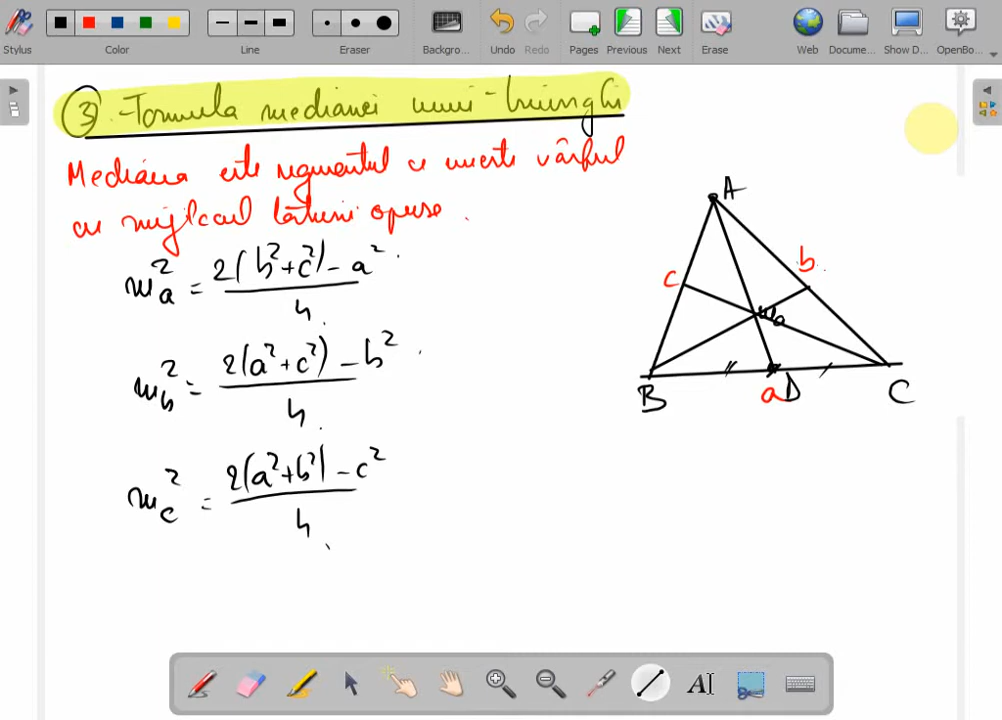 Stylus
Color
Line
Eraser
Backgro...
Undo
Redo
Pages
Previous
Next
Erase
Web
Docume...
Show D...
OpenBo...
③. Formula medianei unui triunghi
Mediana este segmentul ce unește vârful
cu mijlocul laturii opuse.
m_a^2 = (2(b^2+c^2) - a^2)/4.
m_b^2 = (2(a^2+c^2) - b^2)/4.
m_c^2 = (2(a^2+b^2) - c^2)/4.
A
c
b
m_a
B
a
D
C